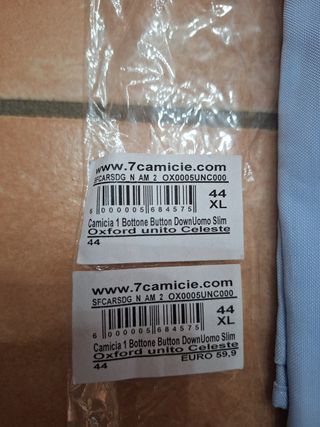 www.7camicie.com
SFCARSDG N AM 2 OX0005UNC000
44
XL
6 000005 684575
Camicia 1 Bottone Button DownUomo Slim
Oxford unito Celeste
44
www.7camicie.com
SFCARSDG N AM 2 OX0005UNC000
44
XL
6 000005 684575
Camicia 1 Bottone Button DownUomo Slim
Oxford unito Celeste
44 EURO 59,9